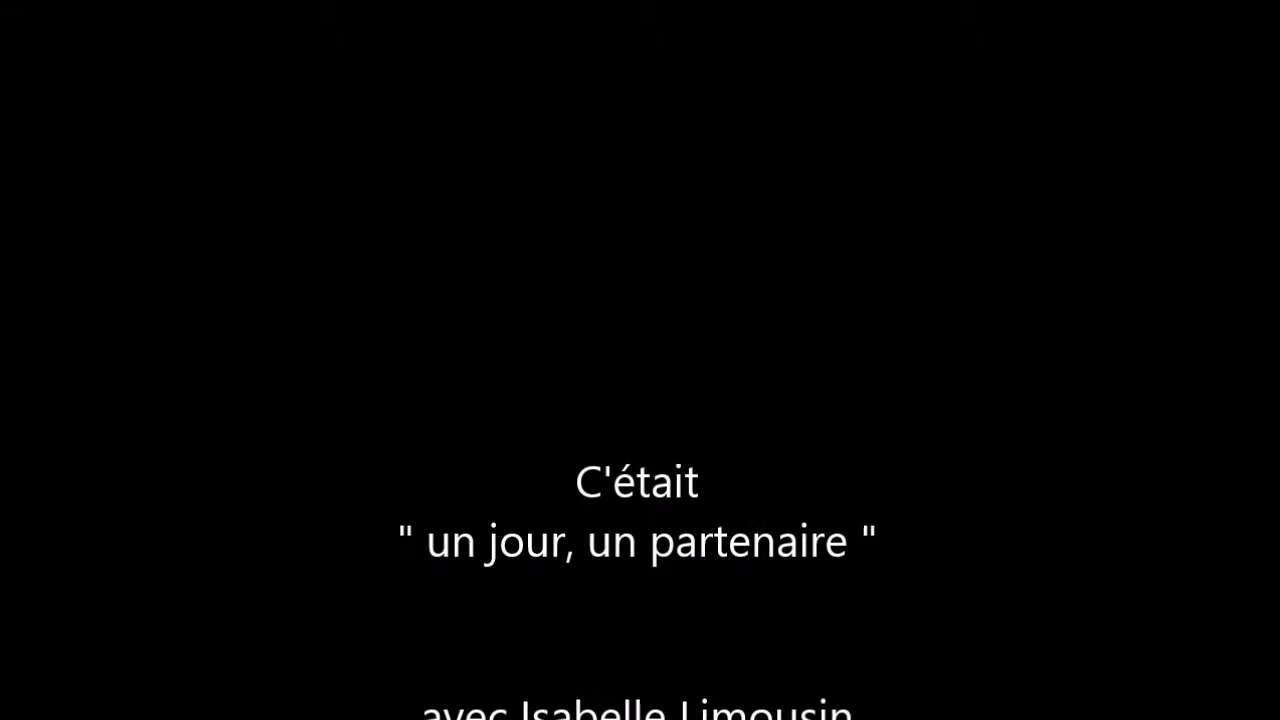 C'était
" un jour, un partenaire "
avec Isabelle Limousin